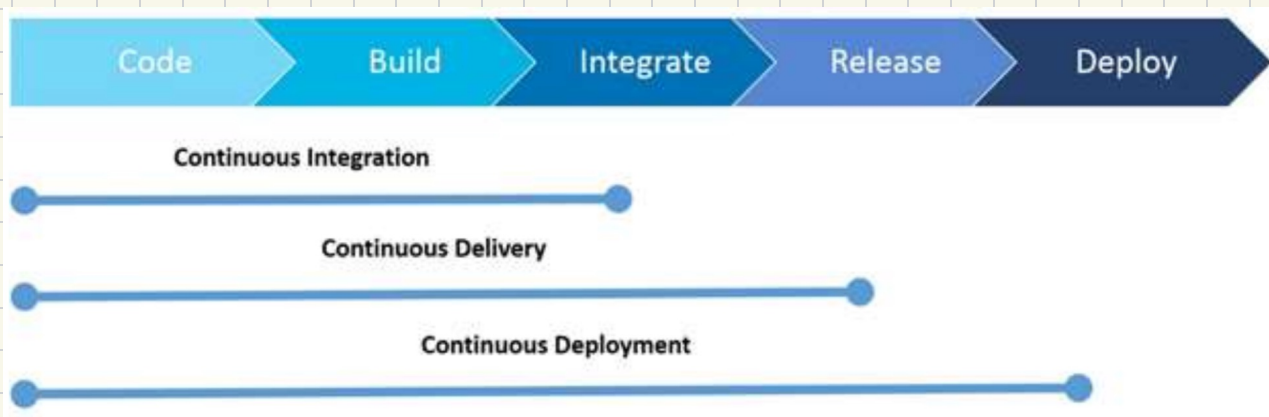 Code Build Integrate Release Deploy
Continuous Integration
Continuous Delivery
Continuous Deployment